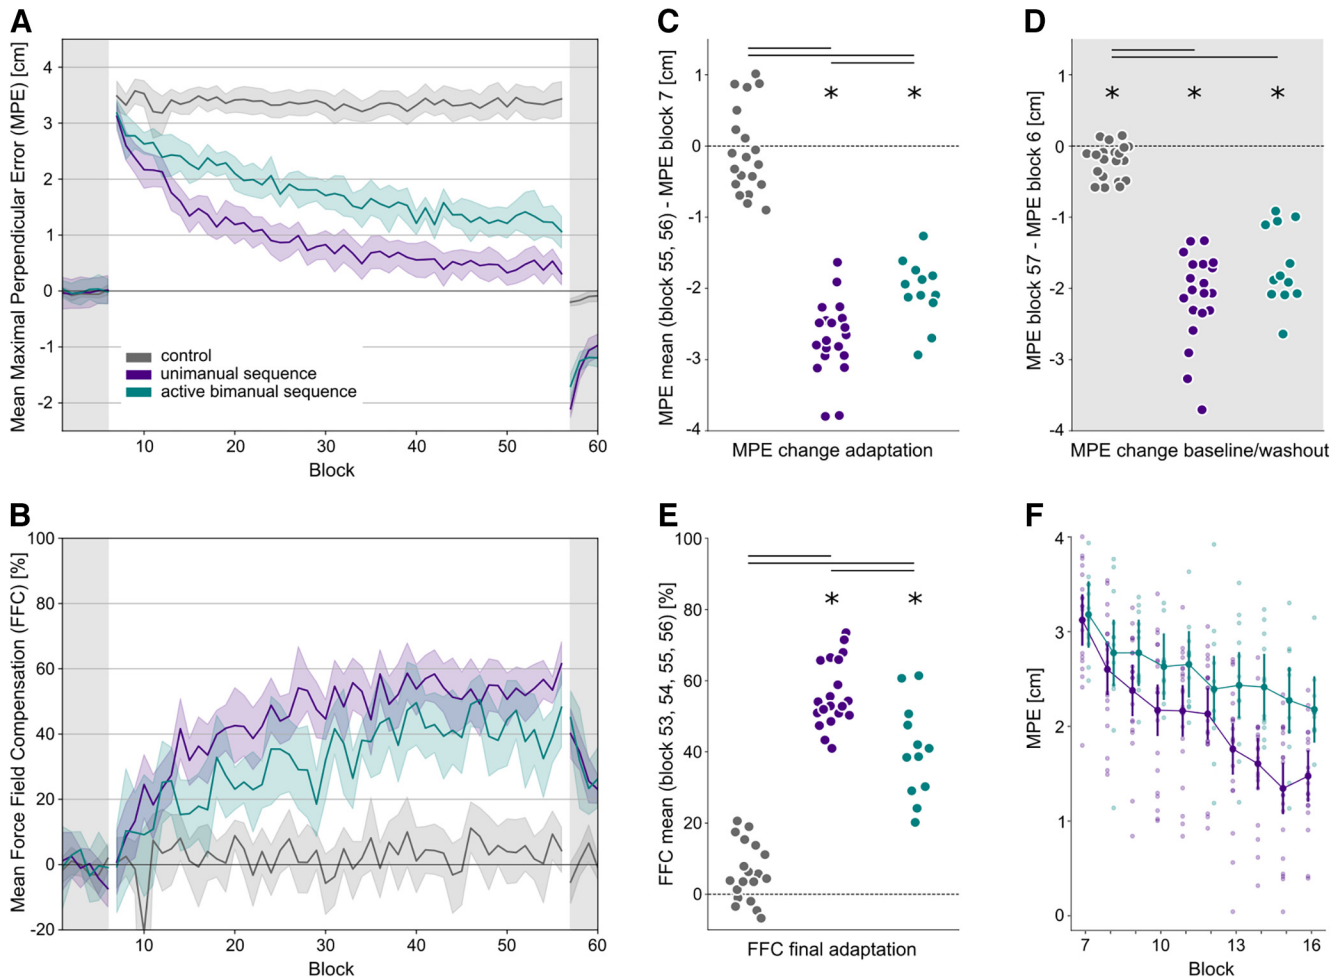 A
Mean Maximal Perpendicular Error (MPE) [cm]
4
3
2
1
0
-1
-2
control
unimanual sequence
active bimanual sequence
10
20
30
40
50
60
Block
C
MPE mean (block 55, 56) - MPE block 7 [cm]
1
0
-1
-2
-3
-4
*
*
MPE change adaptation
D
MPE block 57 - MPE block 6 [cm]
1
0
-1
-2
-3
-4
*
*
*
MPE change baseline/washout
B
Mean Force Field Compensation (FFC) [%]
100
80
60
40
20
0
-20
10
20
30
40
50
60
Block
E
FFC mean (block 53, 54, 55, 56) [%]
100
80
60
40
20
0
*
*
FFC final adaptation
F
MPE [cm]
4
3
2
1
0
7
10
13
16
Block